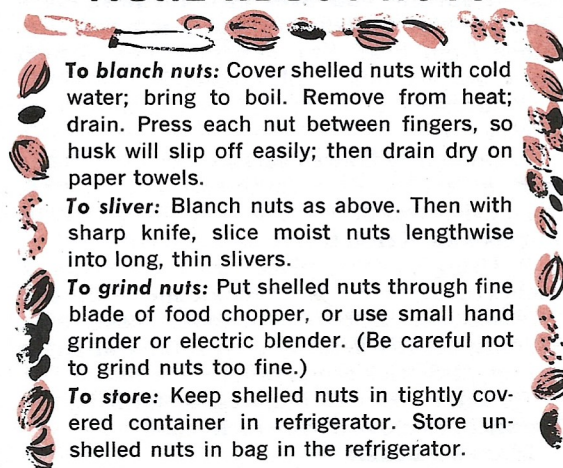 To blanch nuts: Cover shelled nuts with cold
water; bring to boil. Remove from heat;
drain. Press each nut between fingers, so
husk will slip off easily; then drain dry on
paper towels.
To sliver: Blanch nuts as above. Then with
sharp knife, slice moist nuts lengthwise
into long, thin slivers.
To grind nuts: Put shelled nuts through fine
blade of food chopper, or use small hand
grinder or electric blender. (Be careful not
to grind nuts too fine.)
To store: Keep shelled nuts in tightly cov-
ered container in refrigerator. Store un-
shelled nuts in bag in the refrigerator.